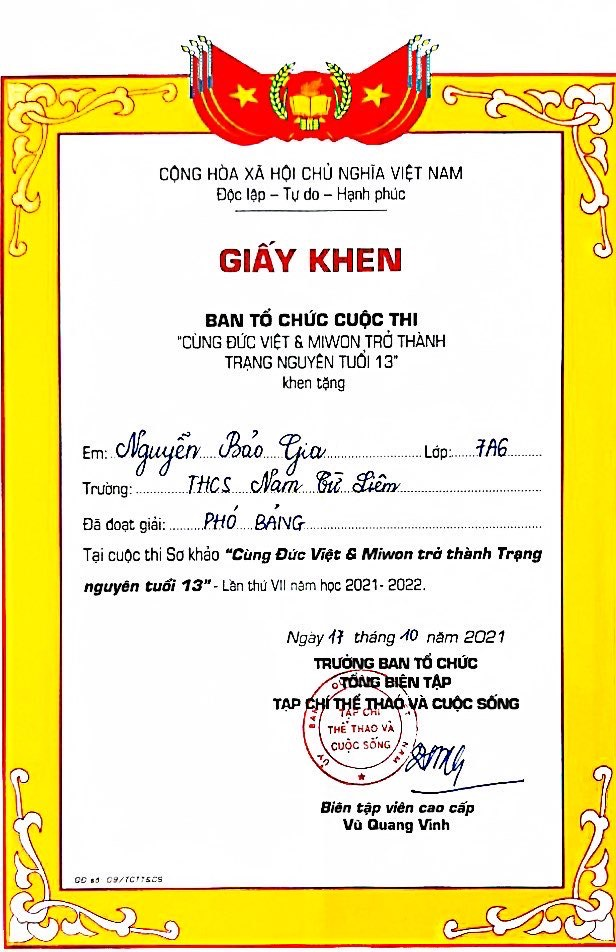 CỘNG HÒA XÃ HỘI CHỦ NGHĨA VIỆT NAM
Độc lập – Tự do – Hạnh phúc
GIẤY KHEN
BAN TỔ CHỨC CUỘC THI
"CÙNG ĐỨC VIỆT & MIWON TRỞ THÀNH
TRẠNG NGUYÊN TUỔI 13"
khen tặng
Em: Nguyễn Bảo Gia Lớp: 7A6
Trường: THCS Nam Từ Liêm
Đã đoạt giải: PHÓ BẢNG
Tại cuộc thi Sơ khảo "Cùng Đức Việt & Miwon trở thành Trạng
nguyên tuổi 13" - Lần thứ VII năm học 2021- 2022.
Ngày 17 tháng 10 năm 2021
TRƯỞNG BAN TỔ CHỨC
TỔNG BIÊN TẬP
TẠP CHÍ THỂ THAO VÀ CUỘC SỐNG
TẠP CHÍ
THỂ THAO VÀ
CUỘC SỐNG
Biên tập viên cao cấp
Vũ Quang Vinh
QĐ số: 09/TCTT&CS